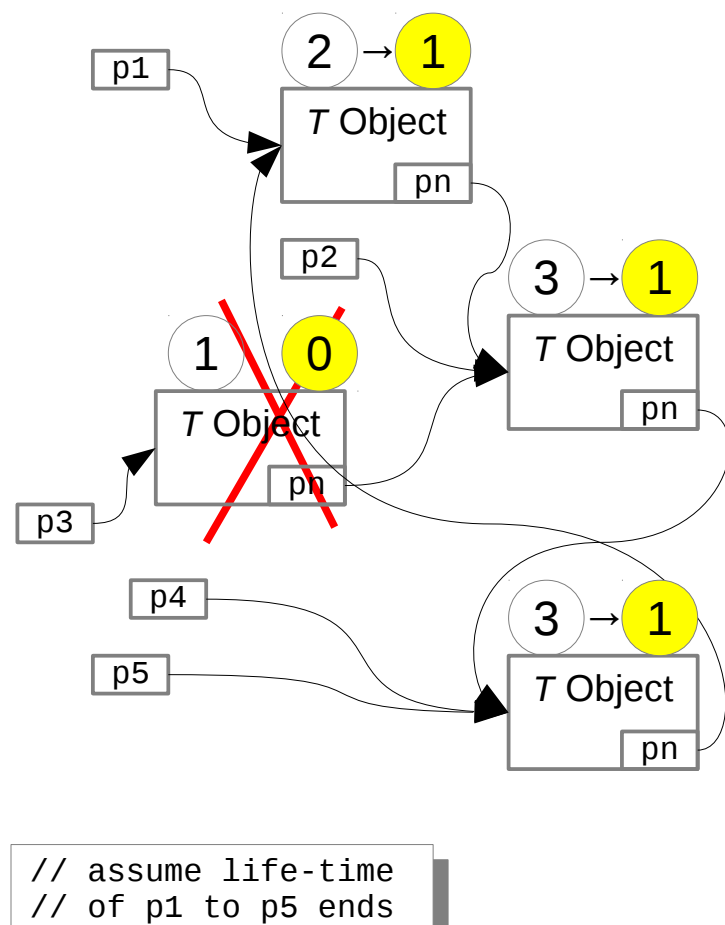 2 → 1
p1
T Object
pn
p2
3 → 1
T Object
pn
1 0
T Object
pn
p3
p4
3 → 1
p5
T Object
pn
// assume life-time
// of p1 to p5 ends